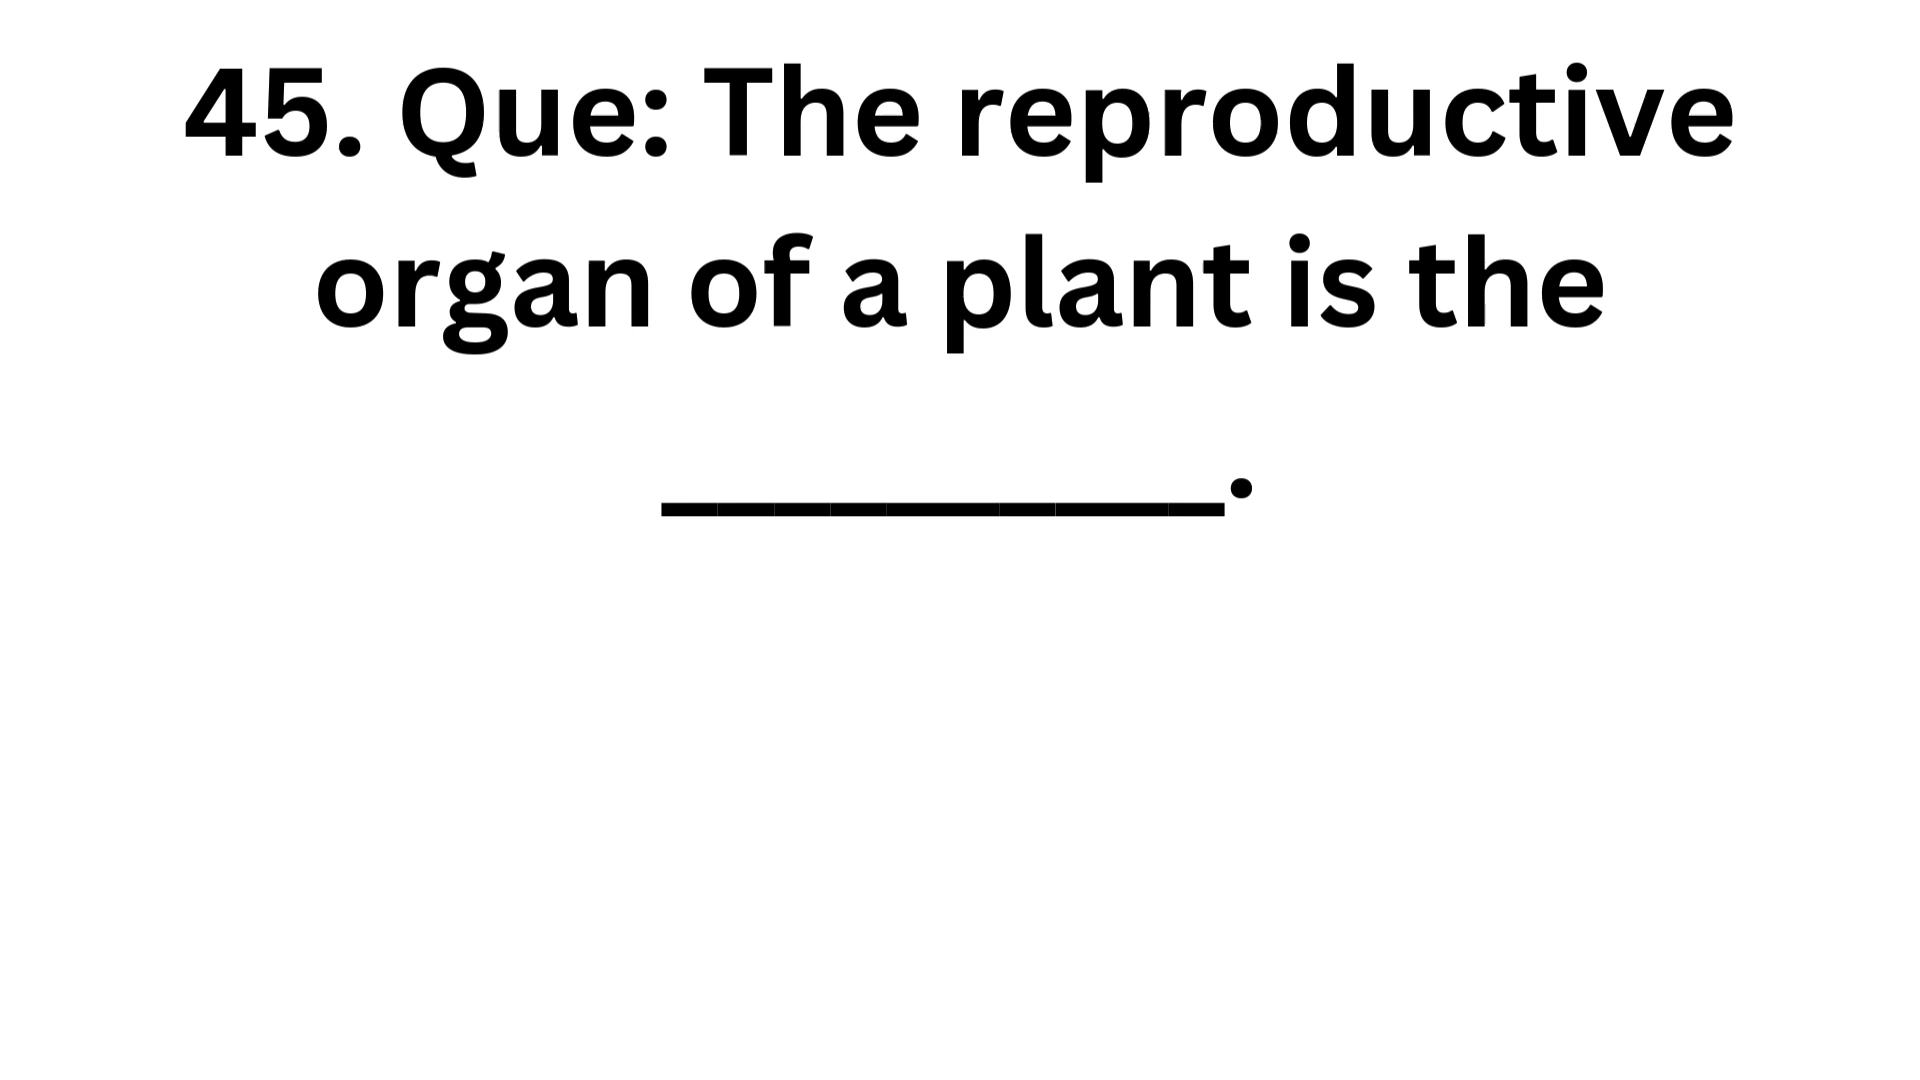 45. Que: The reproductive
organ of a plant is the
__________.